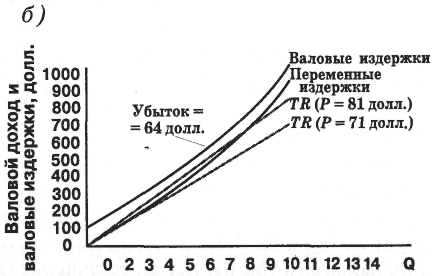 б)
Валовые издержки
Переменные
издержки
TR (P = 81 долл.)
TR (P = 71 долл.)
Убыток =
= 64 долл.
Валовой доход и
валовые издержки, долл.
1000
900
800
700
600
500
400
300
200
100
0
0 2 3 4 5 6 7 8 9 10 11 12 13 14 Q